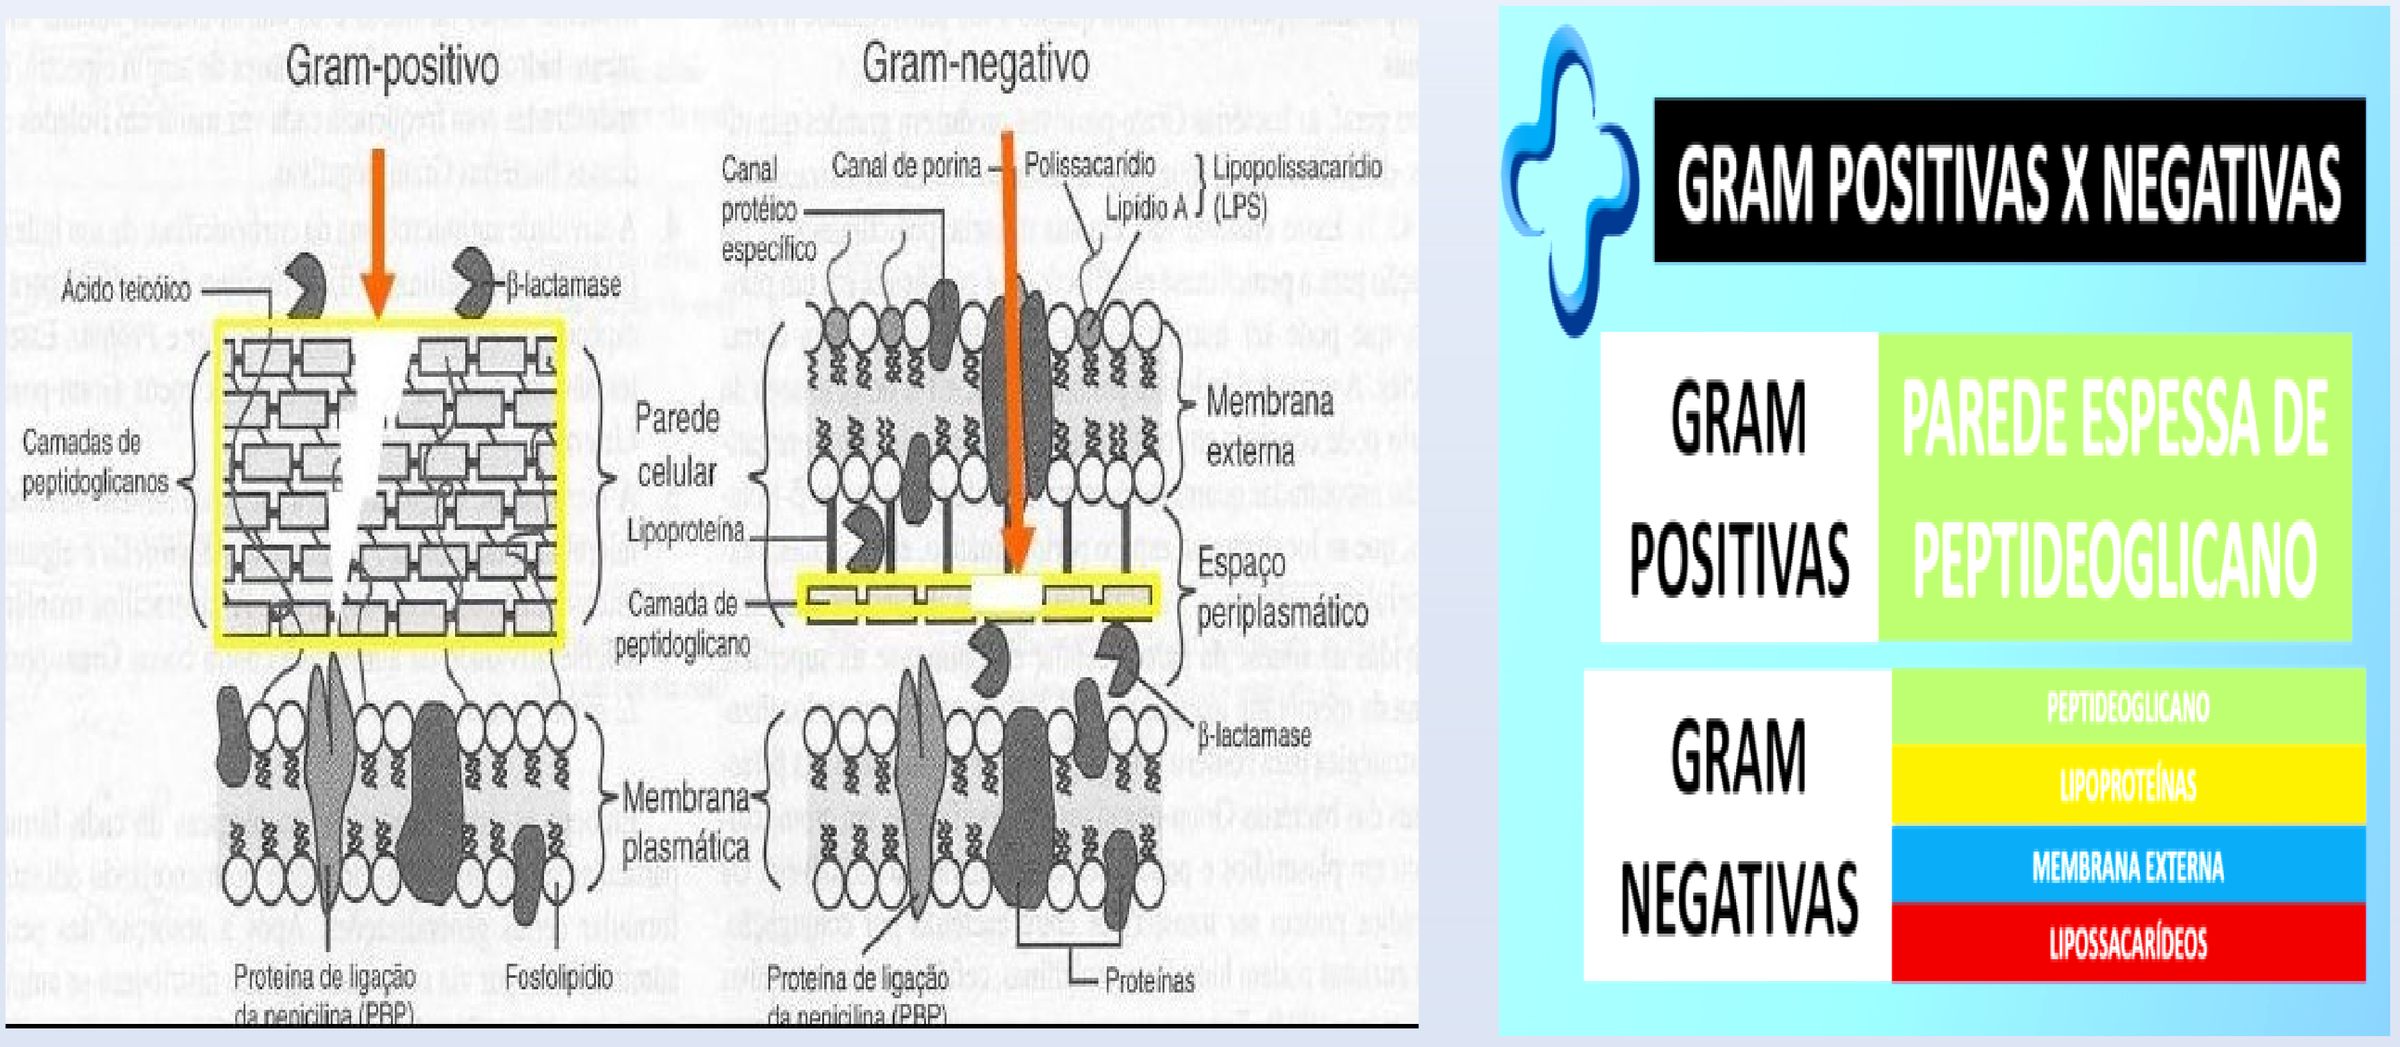 Gram-positivo
Gram-negativo
Canal
protéico
específico
Canal de porina
Polissacarídio
Lipídio A
Lipopolissacarídio
(LPS)
Ácido teicóico
β-lactamase
Camadas de
peptidoglicanos
Parede
celular
Membrana
externa
Lipoproteína
Espaço
periplasmático
Camada de
peptidoglicano
β-lactamase
Membrana
plasmática
Proteína de ligação
da penicilina (PBP)
Fosfolipídio
Proteína de ligação
da penicilina (PBP)
Proteínas
GRAM POSITIVAS X NEGATIVAS
GRAM
POSITIVAS
PAREDE ESPESSA DE
PEPTIDEOGLICANO
GRAM
NEGATIVAS
PEPTIDEOGLICANO
LIPOPROTEÍNAS
MEMBRANA EXTERNA
LIPOSSACARÍDEOS